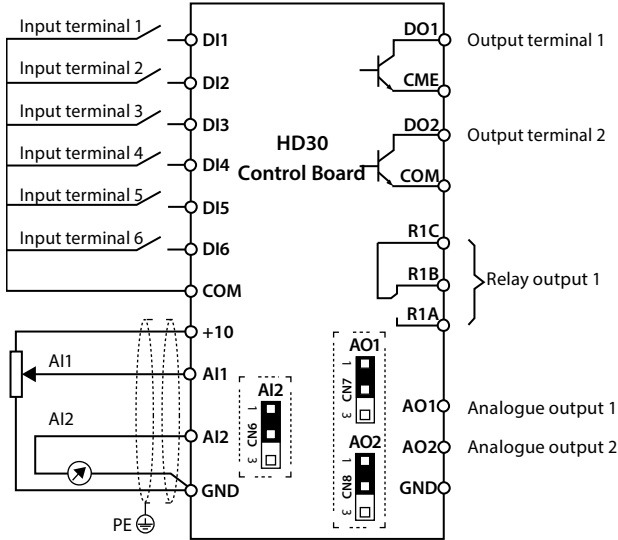 Input terminal 1
DI1
Input terminal 2
DI2
Input terminal 3
DI3
Input terminal 4
DI4
Input terminal 5
DI5
Input terminal 6
DI6
COM
+10
AI1
AI1
AI2
AI2
GND
PE
HD30
Control Board
AI2
1
CN6
3
DO1
Output terminal 1
CME
DO2
Output terminal 2
COM
R1C
R1B
Relay output 1
R1A
AO1
1
CN7
3
AO1
Analogue output 1
AO2
1
CN8
3
AO2
Analogue output 2
GND